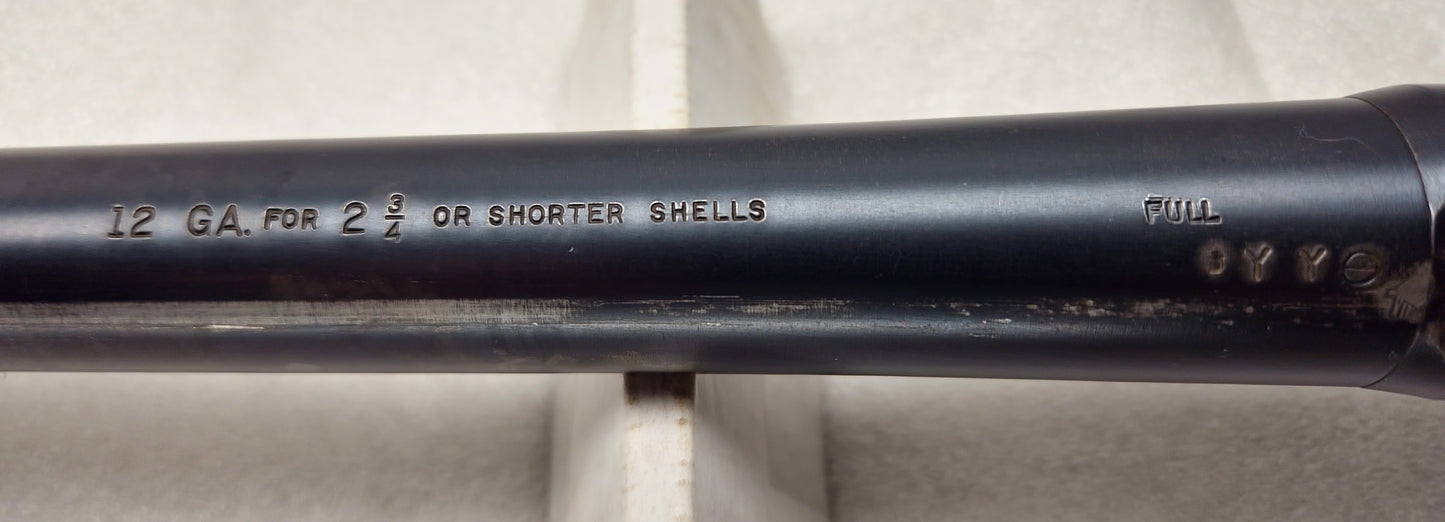 12 GA. FOR 2 3/4 OR SHORTER SHELLS
FULL
B Y Y